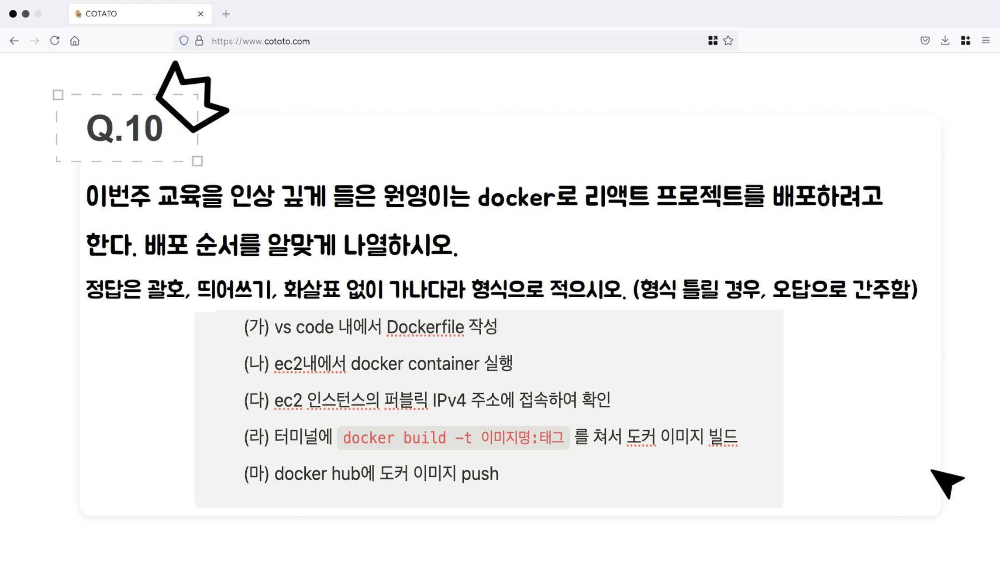 COTATO
https://www.cotato.com
Q.10
이번주 교육을 인상 깊게 들은 원영이는 docker로 리액트 프로젝트를 배포하려고
한다. 배포 순서를 알맞게 나열하시오.
정답은 괄호, 띄어쓰기, 화살표 없이 가나다라 형식으로 적으시오. (형식 틀릴 경우, 오답으로 간주함)
(가) vs code 내에서 Dockerfile 작성
(나) ec2내에서 docker container 실행
(다) ec2 인스턴스의 퍼블릭 IPv4 주소에 접속하여 확인
(라) 터미널에 docker build -t 이미지명:태그 를 쳐서 도커 이미지 빌드
(마) docker hub에 도커 이미지 push